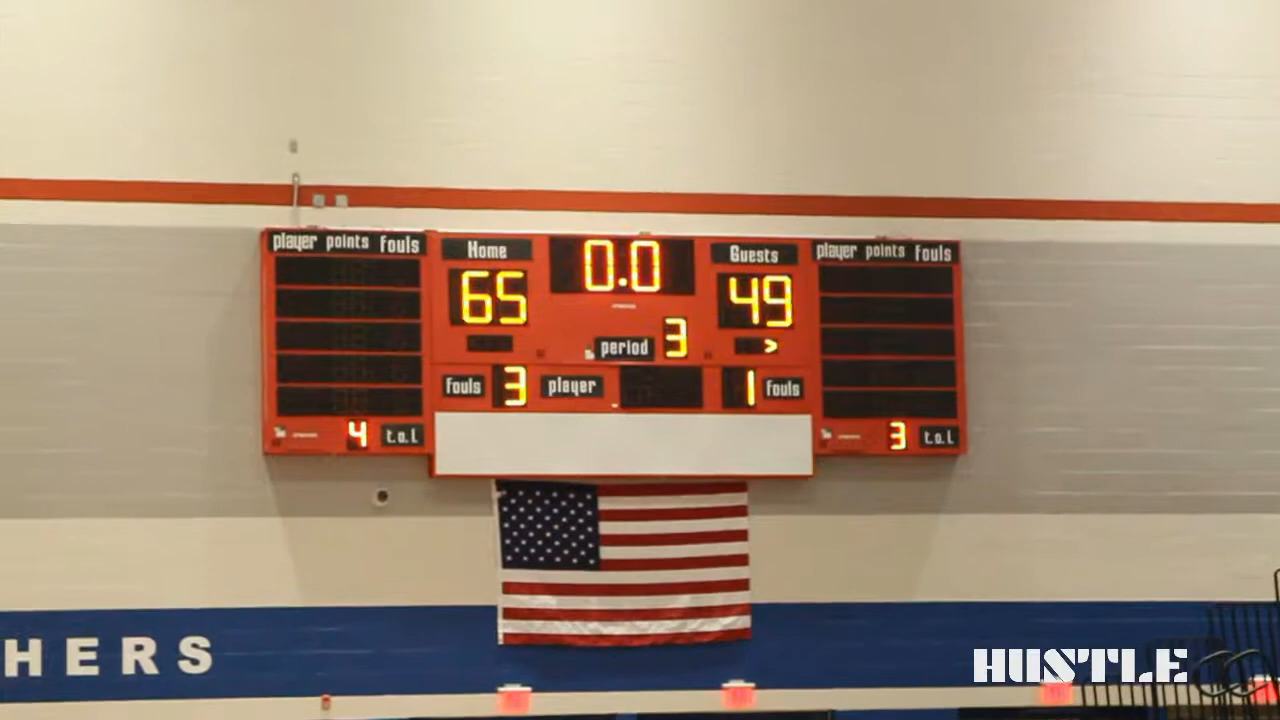 player points fouls
Home
0.0
Guests
player points fouls
65
49
period 3
>
fouls 3 player
1 fouls
4 t.o.l
3 t.o.l
HERS
HUSTLE